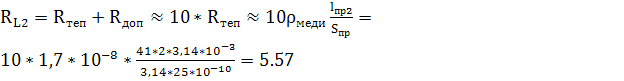 R_L2 = R_теп + R_доп ≈ 10 * R_теп ≈ 10ρ_меди l_пр2/S_пр =
10 * 1,7 * 10^−8 * (41*2*3,14*10^−3)/(3,14*25*10^−10) = 5.57